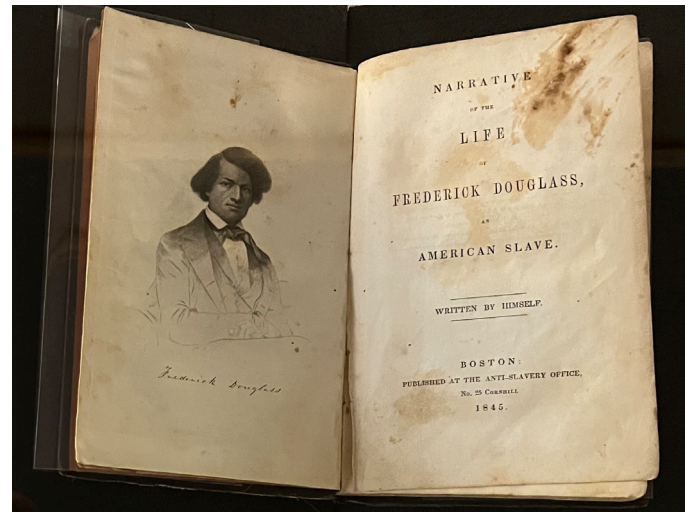 Frederick Douglass
NARRATIVE
OF THE
LIFE
OF
FREDERICK DOUGLASS,
AN
AMERICAN SLAVE.
WRITTEN BY HIMSELF.
BOSTON:
PUBLISHED AT THE ANTI-SLAVERY OFFICE,
No. 25 CORNHILL
1845.